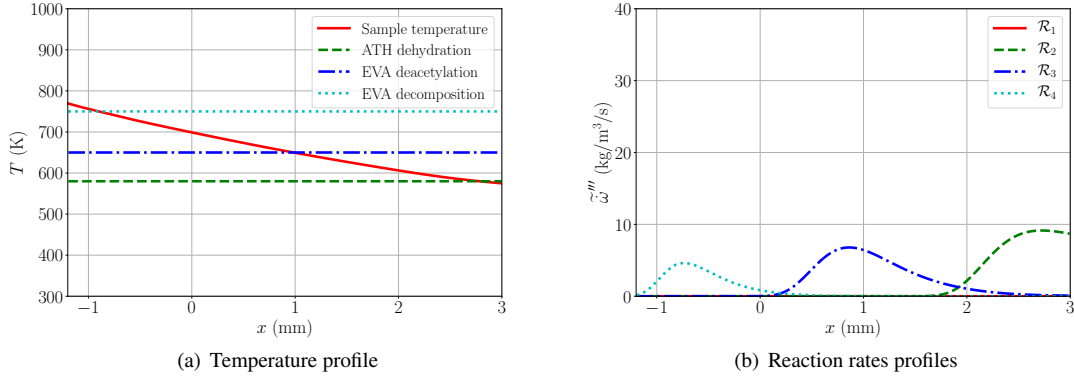 1000
900
800
700
600
500
400
300
T (K)
−1
0
1
2
3
x (mm)
Sample temperature
ATH dehydration
EVA deacetylation
EVA decomposition
(a) Temperature profile
40
30
20
10
0
\widetilde{\dot{ω}}''' (kg/m³/s)
−1
0
1
2
3
x (mm)
ℛ₁
ℛ₂
ℛ₃
ℛ₄
(b) Reaction rates profiles